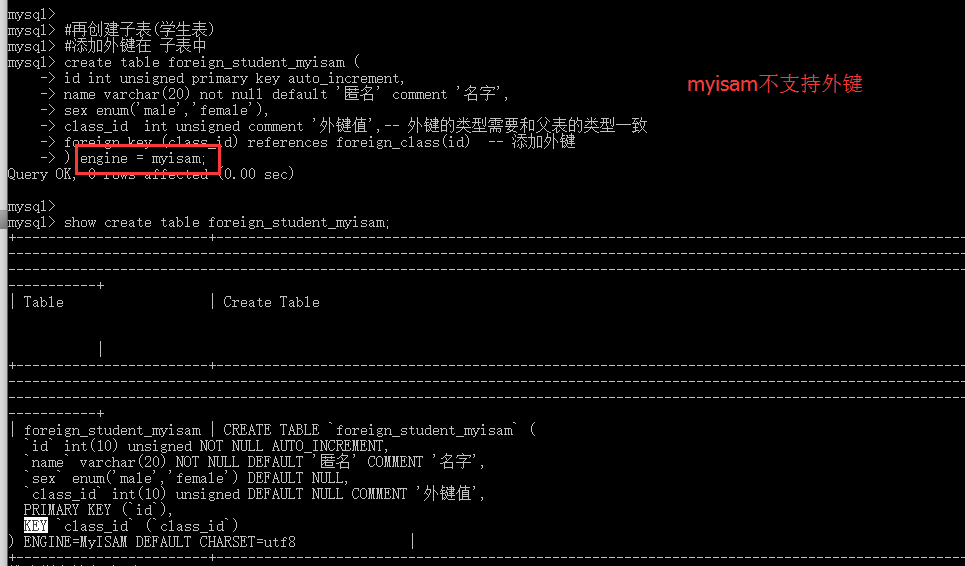 mysql>
mysql> #再创建子表(学生表)
mysql> #添加外键在 子表中
mysql> create table foreign_student_myisam (
    -> id int unsigned primary key auto_increment,
    -> name varchar(20) not null default '匿名' comment '名字',
    -> sex enum('male','female'),
    -> class_id  int unsigned comment '外键值',-- 外键的类型需要和父表的类型一致
    -> foreign key (class_id) references foreign_class(id)  -- 添加外键
    -> ) engine = myisam;
myisam不支持外键
Query OK, 0 rows affected (0.00 sec)
mysql>
mysql> show create table foreign_student_myisam;
| Table                  | Create Table
|
| foreign_student_myisam | CREATE TABLE `foreign_student_myisam` (
  `id` int(10) unsigned NOT NULL AUTO_INCREMENT,
  `name` varchar(20) NOT NULL DEFAULT '匿名' COMMENT '名字',
  `sex` enum('male','female') DEFAULT NULL,
  `class_id` int(10) unsigned DEFAULT NULL COMMENT '外键值',
  PRIMARY KEY (`id`),
  KEY `class_id` (`class_id`)
) ENGINE=MyISAM DEFAULT CHARSET=utf8              |